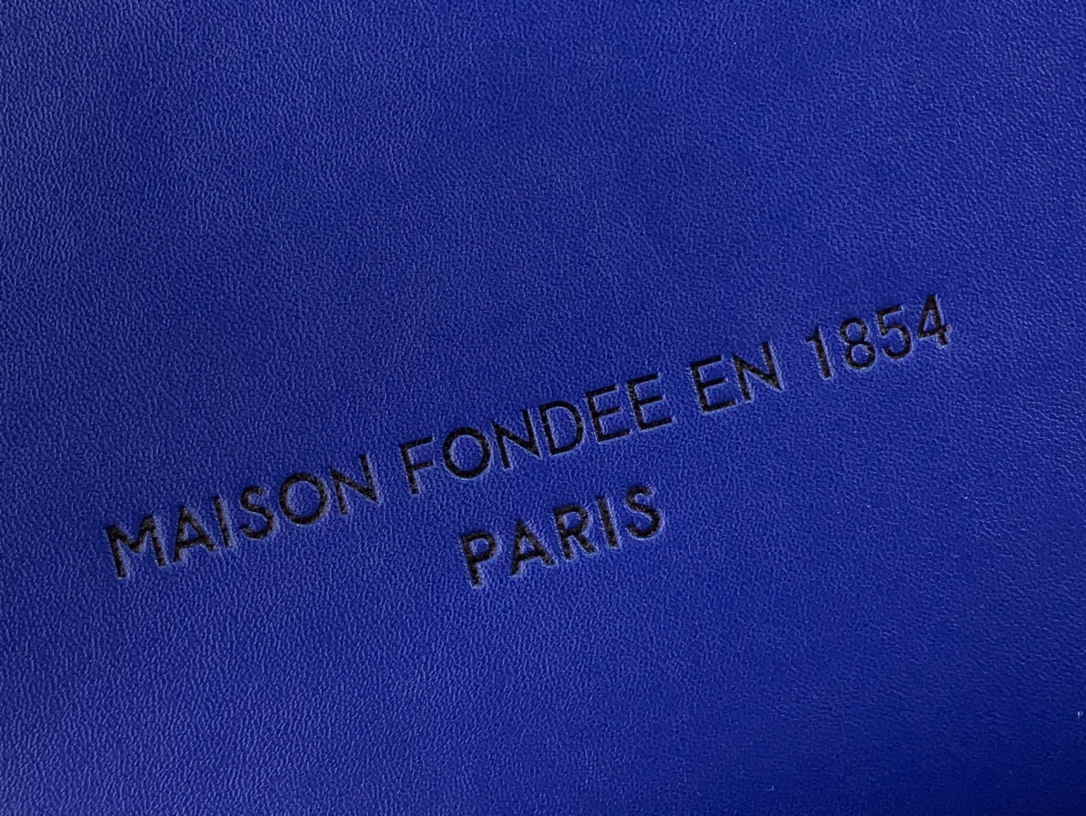 MAISON FONDEE EN 1854
PARIS